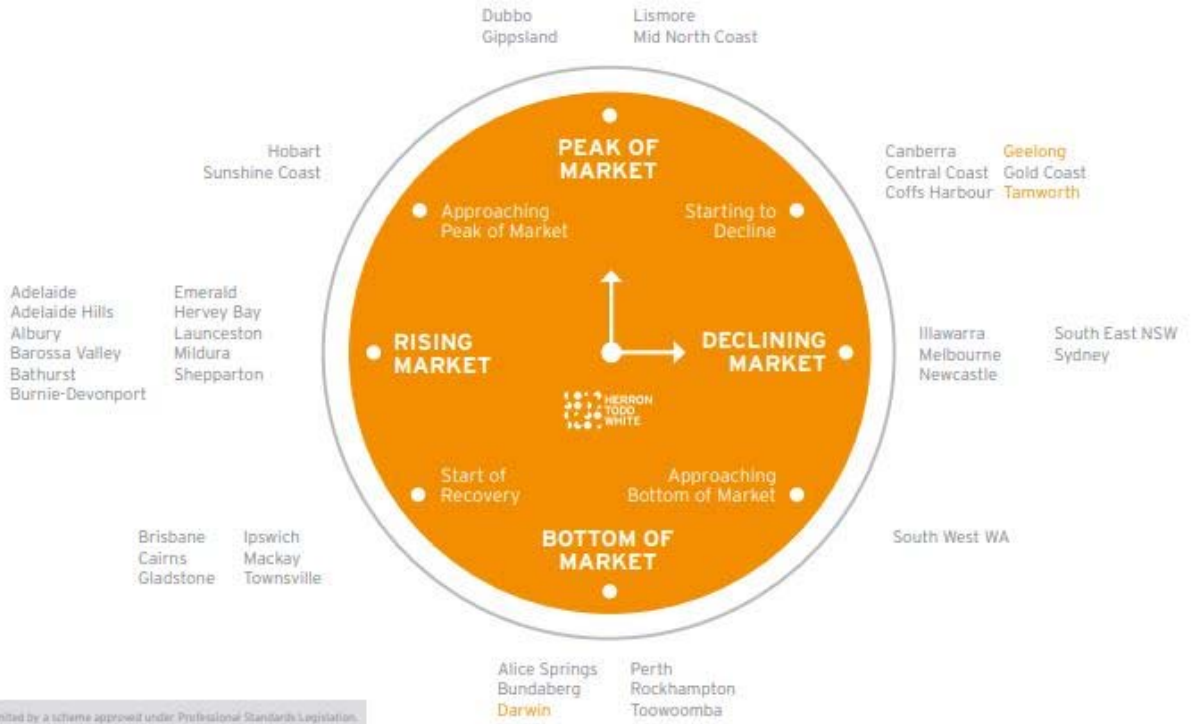 Dubbo Lismore
Gippsland Mid North Coast
Hobart
Sunshine Coast
PEAK OF
MARKET
Canberra Geelong
Central Coast Gold Coast
Coffs Harbour Tamworth
Approaching
Peak of Market
Starting to
Decline
Adelaide Emerald
Adelaide Hills Hervey Bay
Albury Launceston
Barossa Valley Mildura
Bathurst Shepparton
Burnie-Devonport
RISING
MARKET
DECLINING
MARKET
Illawarra South East NSW
Melbourne Sydney
Newcastle
HERRON
TODD
WHITE
Start of
Recovery
Approaching
Bottom of Market
Brisbane Ipswich
Cairns Mackay
Gladstone Townsville
BOTTOM OF
MARKET
South West WA
Alice Springs Perth
Bundaberg Rockhampton
Darwin Toowoomba
by a scheme approved under Professional Standards Legislation.